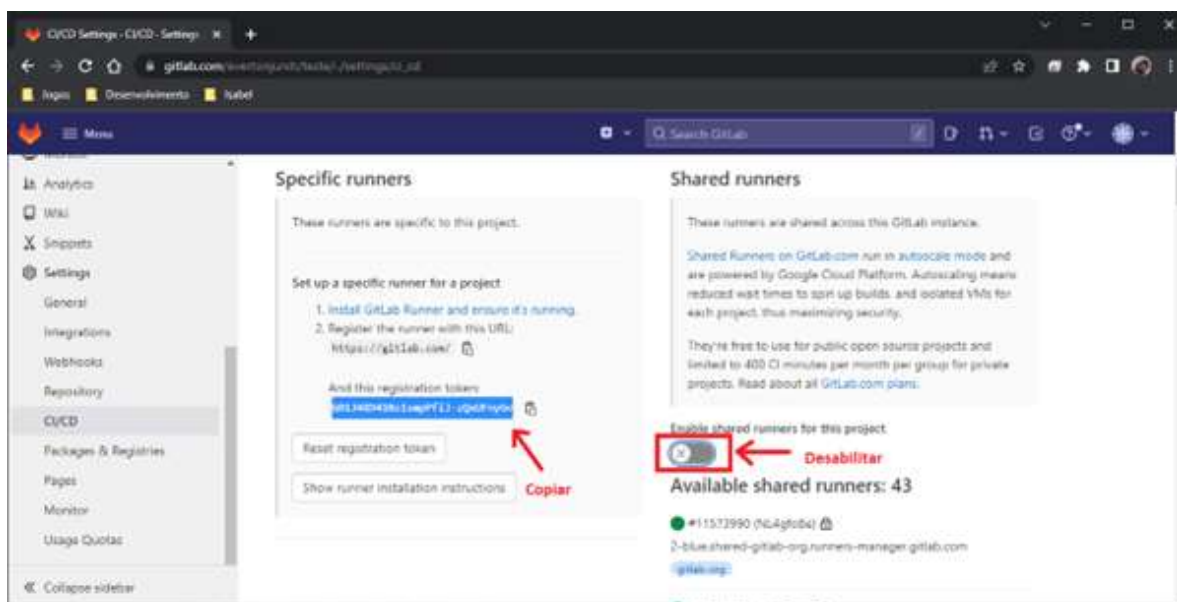 CI/CD Settings - CI/CD - Settings
gitlab.com
Jogos
Desenvolvimento
Isabel
Menu
Search GitLab
Analytics
Wiki
Snippets
Settings
General
Integrations
Webhooks
Repository
CI/CD
Packages & Registries
Pages
Monitor
Usage Quotas
Collapse sidebar
Specific runners
These runners are specific to this project.
Set up a specific runner for a project
1. Install GitLab Runner and ensure it's running.
2. Register the runner with this URL:
https://gitlab.com/
And this registration token:
Reset registration token
Show runner installation instructions
Copiar
Shared runners
These runners are shared across this GitLab instance.
Shared Runners on GitLab.com run in autoscale mode and
are powered by Google Cloud Platform. Autoscaling means
reduced wait times to spin up builds, and isolated VMs for
each project, thus maximizing security.
They're free to use for public open source projects and
limited to 400 CI minutes per month per group for private
projects. Read about all GitLab.com plans.
Enable shared runners for this project
Desabilitar
Available shared runners: 43
#11573990
2-blue.shared-gitlab-org.runners-manager.gitlab.com
gitlab-org